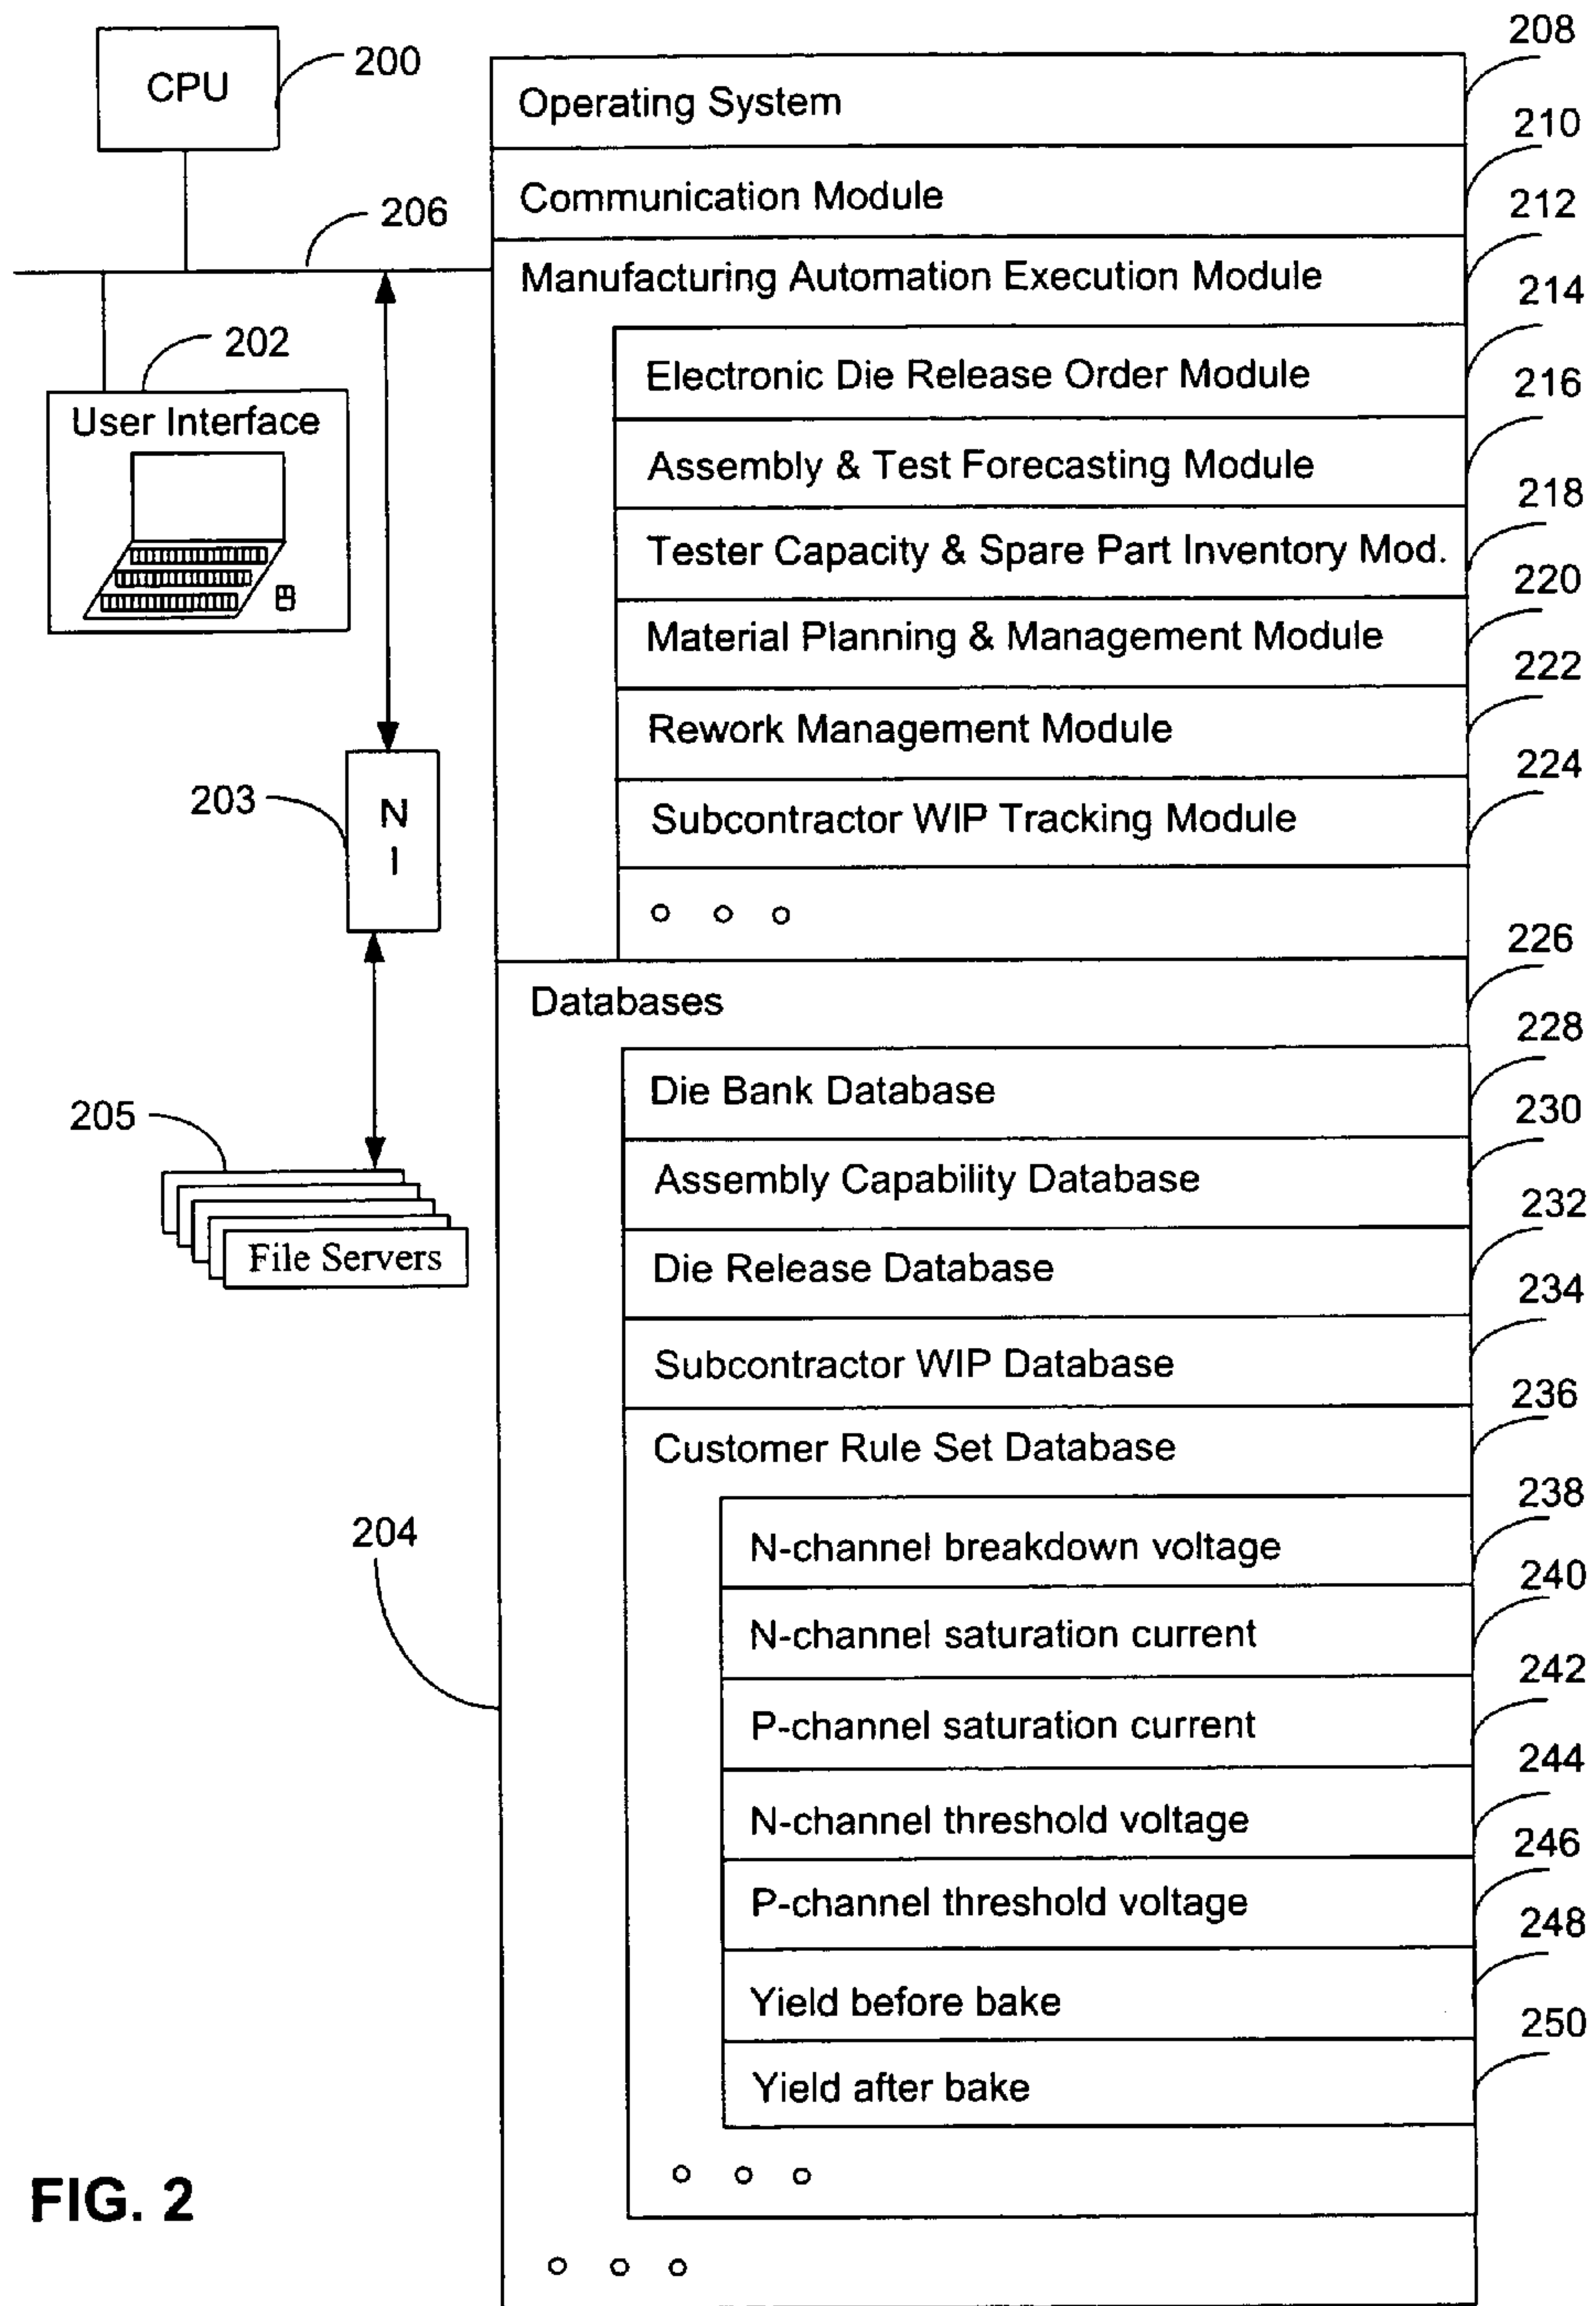 CPU
200
206
202
User Interface
203
N
I
205
File Servers
204
208
Operating System
210
Communication Module
212
Manufacturing Automation Execution Module
214
Electronic Die Release Order Module
216
Assembly & Test Forecasting Module
218
Tester Capacity & Spare Part Inventory Mod.
220
Material Planning & Management Module
222
Rework Management Module
224
Subcontractor WIP Tracking Module
226
Databases
228
Die Bank Database
230
Assembly Capability Database
232
Die Release Database
234
Subcontractor WIP Database
236
Customer Rule Set Database
238
N-channel breakdown voltage
240
N-channel saturation current
242
P-channel saturation current
244
N-channel threshold voltage
246
P-channel threshold voltage
248
Yield before bake
250
Yield after bake
FIG. 2